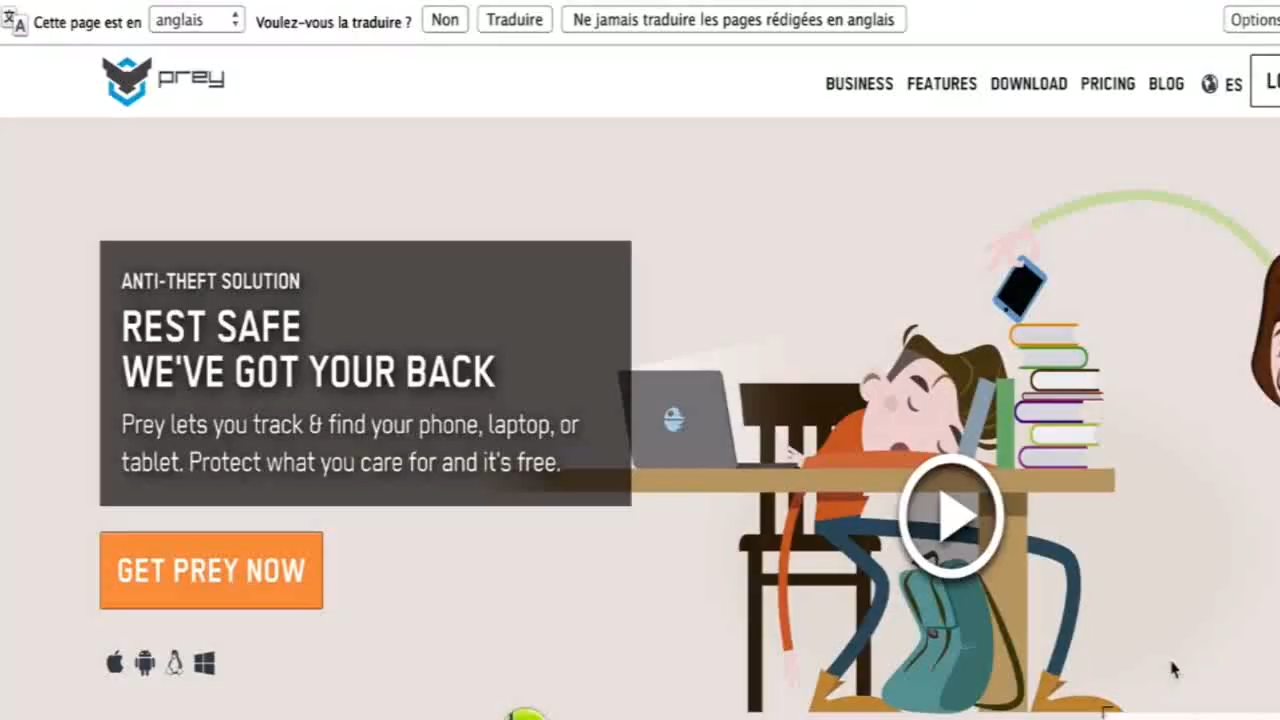 Cette page est en anglais Voulez-vous la traduire ? Non Traduire Ne jamais traduire les pages rédigées en anglais Options
prey BUSINESS FEATURES DOWNLOAD PRICING BLOG ES
ANTI-THEFT SOLUTION
REST SAFE
WE'VE GOT YOUR BACK
Prey lets you track & find your phone, laptop, or
tablet. Protect what you care for and it's free.
GET PREY NOW